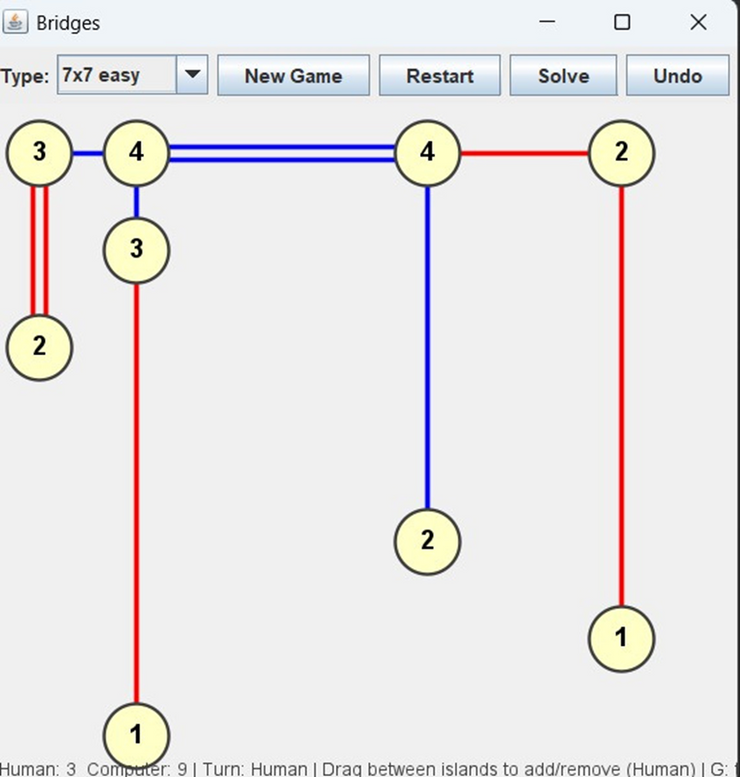 Bridges
Type: 7x7 easy New Game Restart Solve Undo
3 4 4 2
3
2
2
1
1
Human: 3 Computer: 9 | Turn: Human | Drag between islands to add/remove (Human) | G: